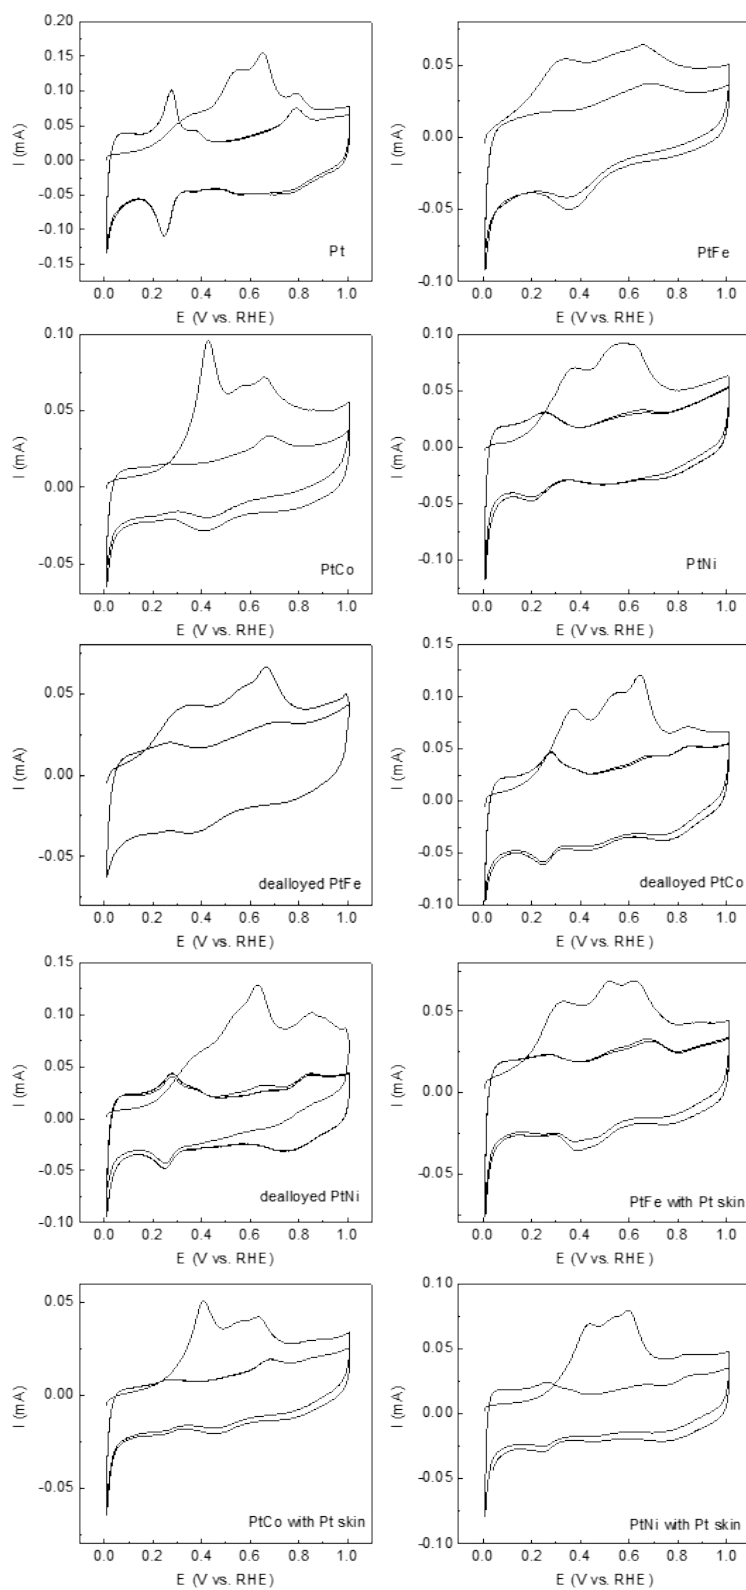 0.20
0.15
0.10
0.05
0.00
-0.05
-0.10
-0.15
I (mA)
Pt
0.0 0.2 0.4 0.6 0.8 1.0
E (V vs. RHE)
0.05
0.00
-0.05
-0.10
I (mA)
PtFe
0.0 0.2 0.4 0.6 0.8 1.0
E (V vs. RHE)
0.10
0.05
0.00
-0.05
I (mA)
PtCo
0.0 0.2 0.4 0.6 0.8 1.0
E (V vs. RHE)
0.10
0.05
0.00
-0.05
-0.10
I (mA)
PtNi
0.0 0.2 0.4 0.6 0.8 1.0
E (V vs. RHE)
0.05
0.00
-0.05
I (mA)
dealloyed PtFe
0.0 0.2 0.4 0.6 0.8 1.0
E (V vs. RHE)
0.15
0.10
0.05
0.00
-0.05
-0.10
I (mA)
dealloyed PtCo
0.0 0.2 0.4 0.6 0.8 1.0
E (V vs. RHE)
0.15
0.10
0.05
0.00
-0.05
-0.10
I (mA)
dealloyed PtNi
0.0 0.2 0.4 0.6 0.8 1.0
E (V vs. RHE)
0.05
0.00
-0.05
I (mA)
PtFe with Pt skin
0.0 0.2 0.4 0.6 0.8 1.0
E (V vs. RHE)
0.05
0.00
-0.05
I (mA)
PtCo with Pt skin
0.0 0.2 0.4 0.6 0.8 1.0
E (V vs. RHE)
0.10
0.05
0.00
-0.05
-0.10
I (mA)
PtNi with Pt skin
0.0 0.2 0.4 0.6 0.8 1.0
E (V vs. RHE)